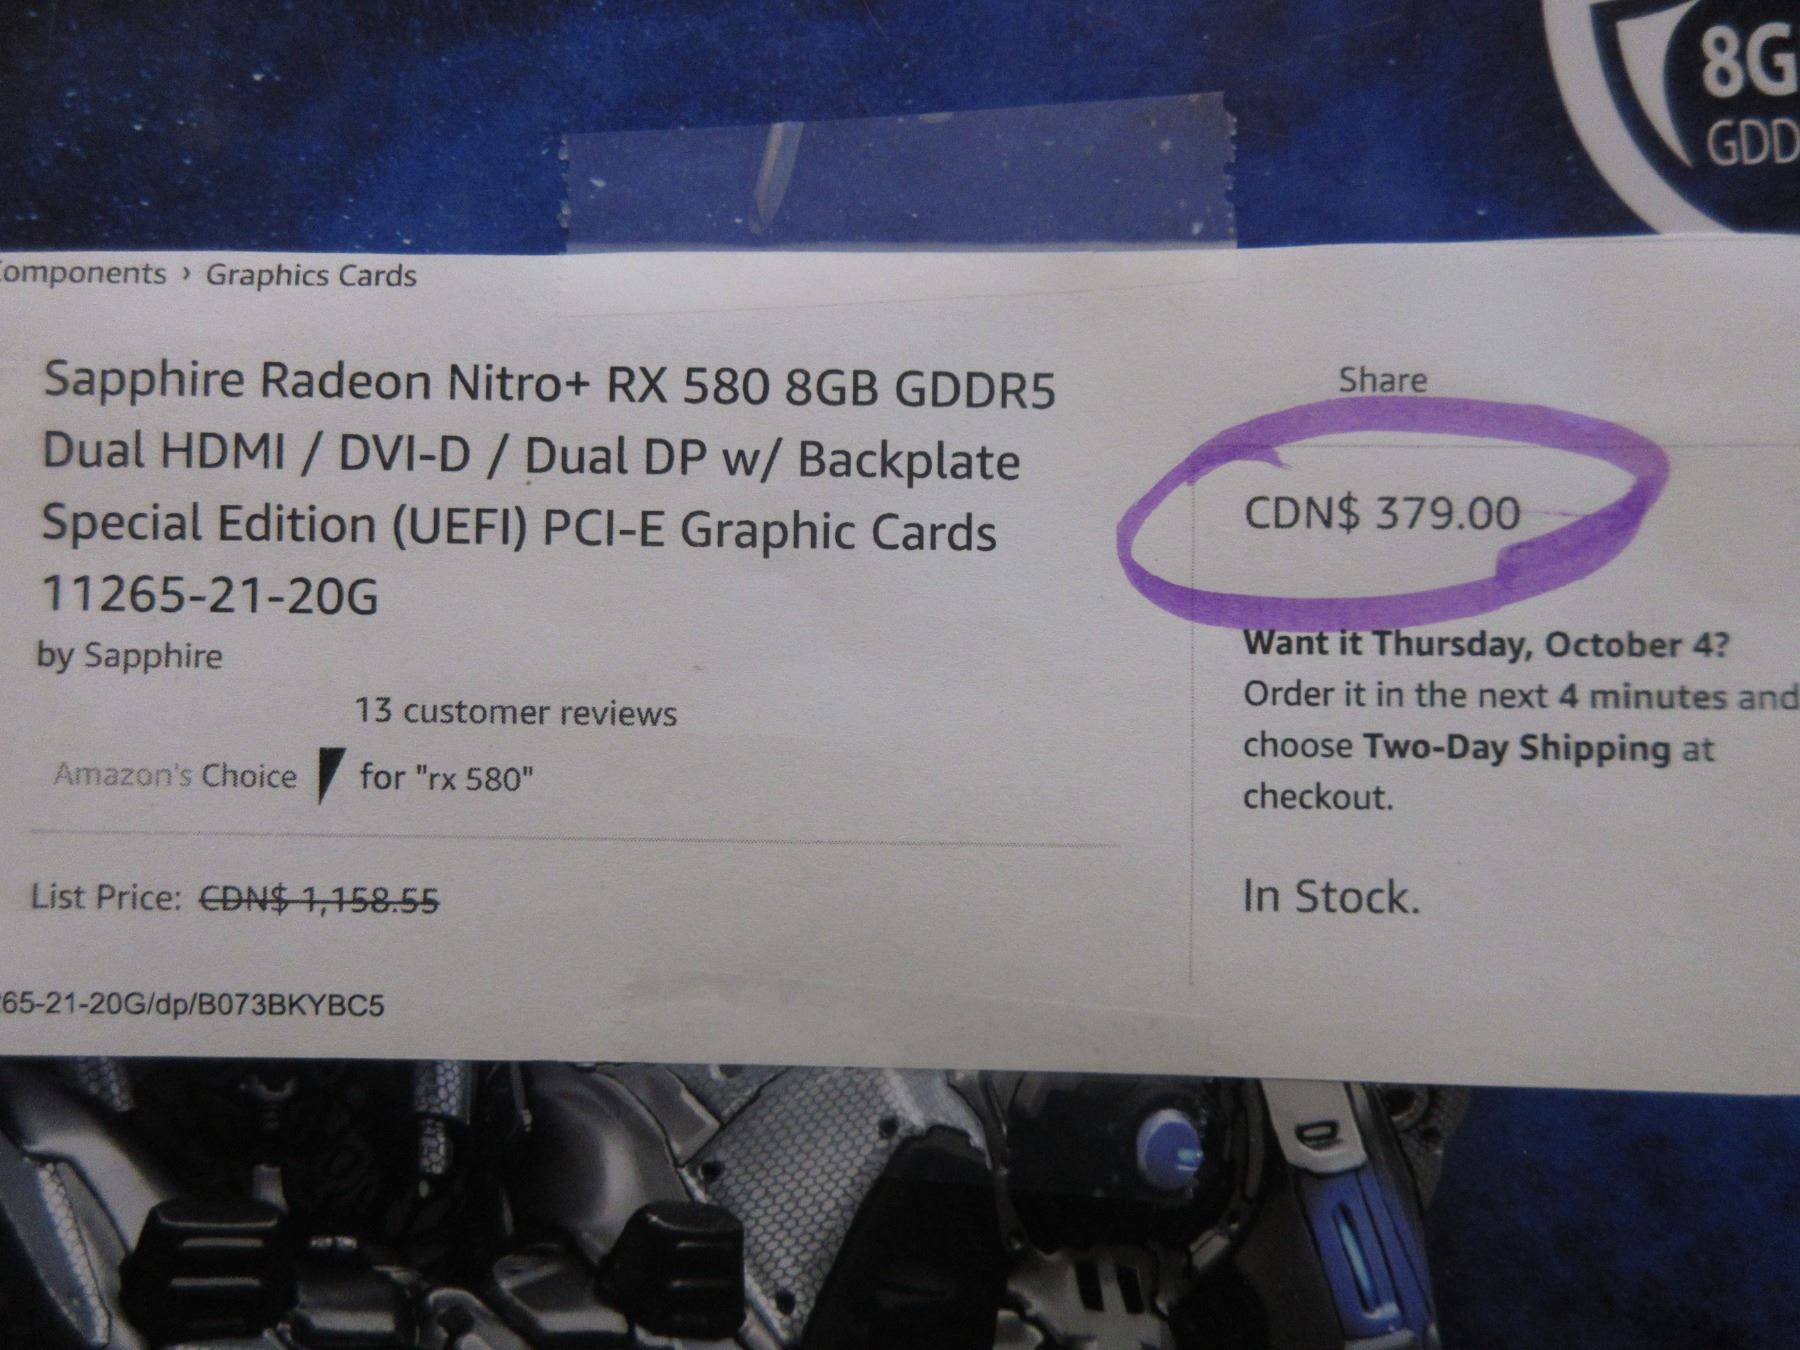 8G
GDD
omponents › Graphics Cards
Sapphire Radeon Nitro+ RX 580 8GB GDDR5
Dual HDMI / DVI-D / Dual DP w/ Backplate
Special Edition (UEFI) PCI-E Graphic Cards
11265-21-20G
by Sapphire
13 customer reviews
Amazon's Choice for "rx 580"
List Price: CDN$ 1,158.55
65-21-20G/dp/B073BKYBC5
Share
CDN$ 379.00
Want it Thursday, October 4?
Order it in the next 4 minutes and
choose Two-Day Shipping at
checkout.
In Stock.